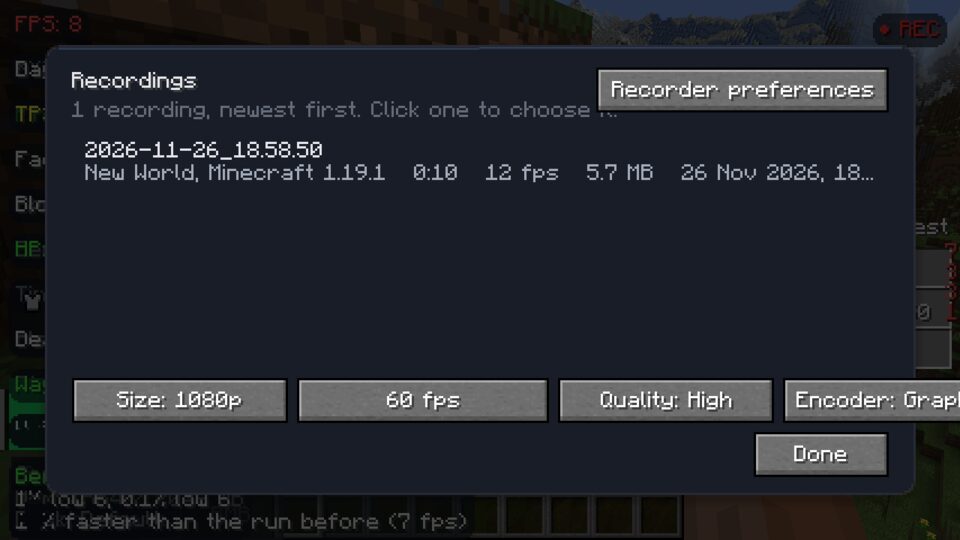 FPS: 8
REC
Recordings
Recorder preferences
1 recording, newest first. Click one to choose
2026-11-26_18.58.50
New World, Minecraft 1.19.1 0:10 12 fps 5.7 MB 26 Nov 2026, 18...
Size: 1080p
60 fps
Quality: High
Encoder: Grap
Done
faster than the run before (7 fps)